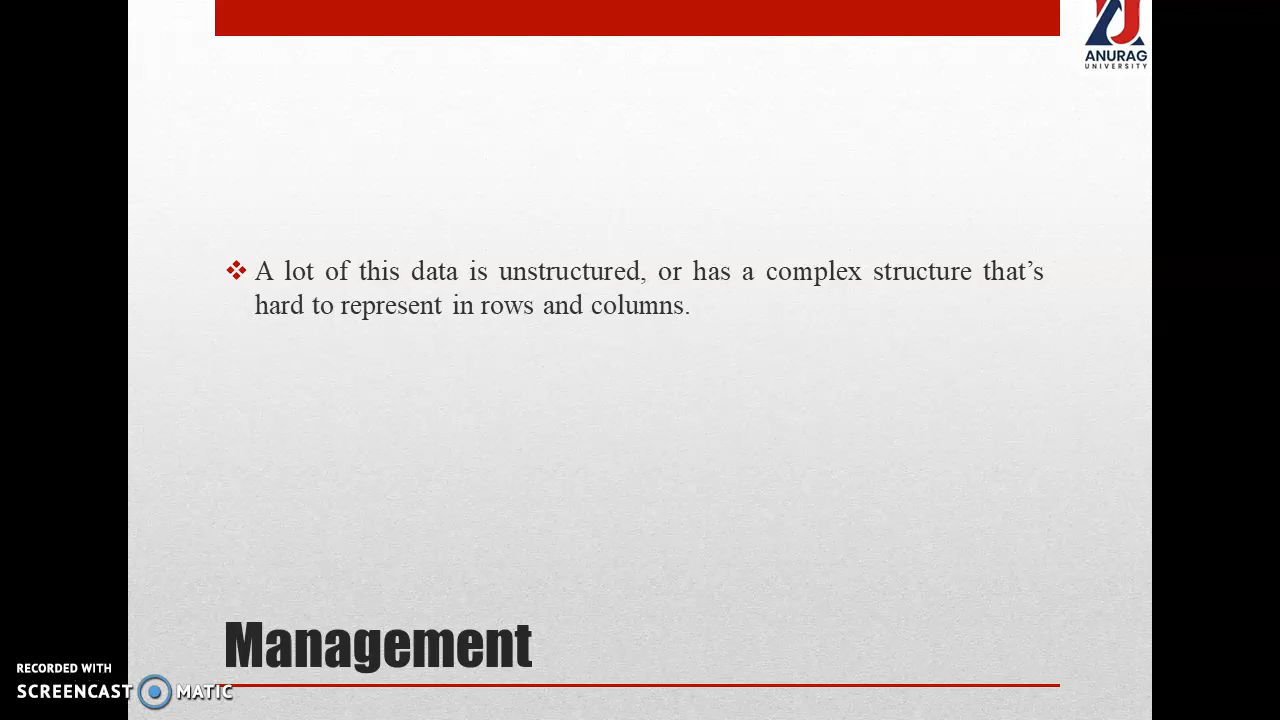 ANURAG
UNIVERSITY
❖ A lot of this data is unstructured, or has a complex structure that’s
hard to represent in rows and columns.
Management
RECORDED WITH
SCREENCAST MATIC